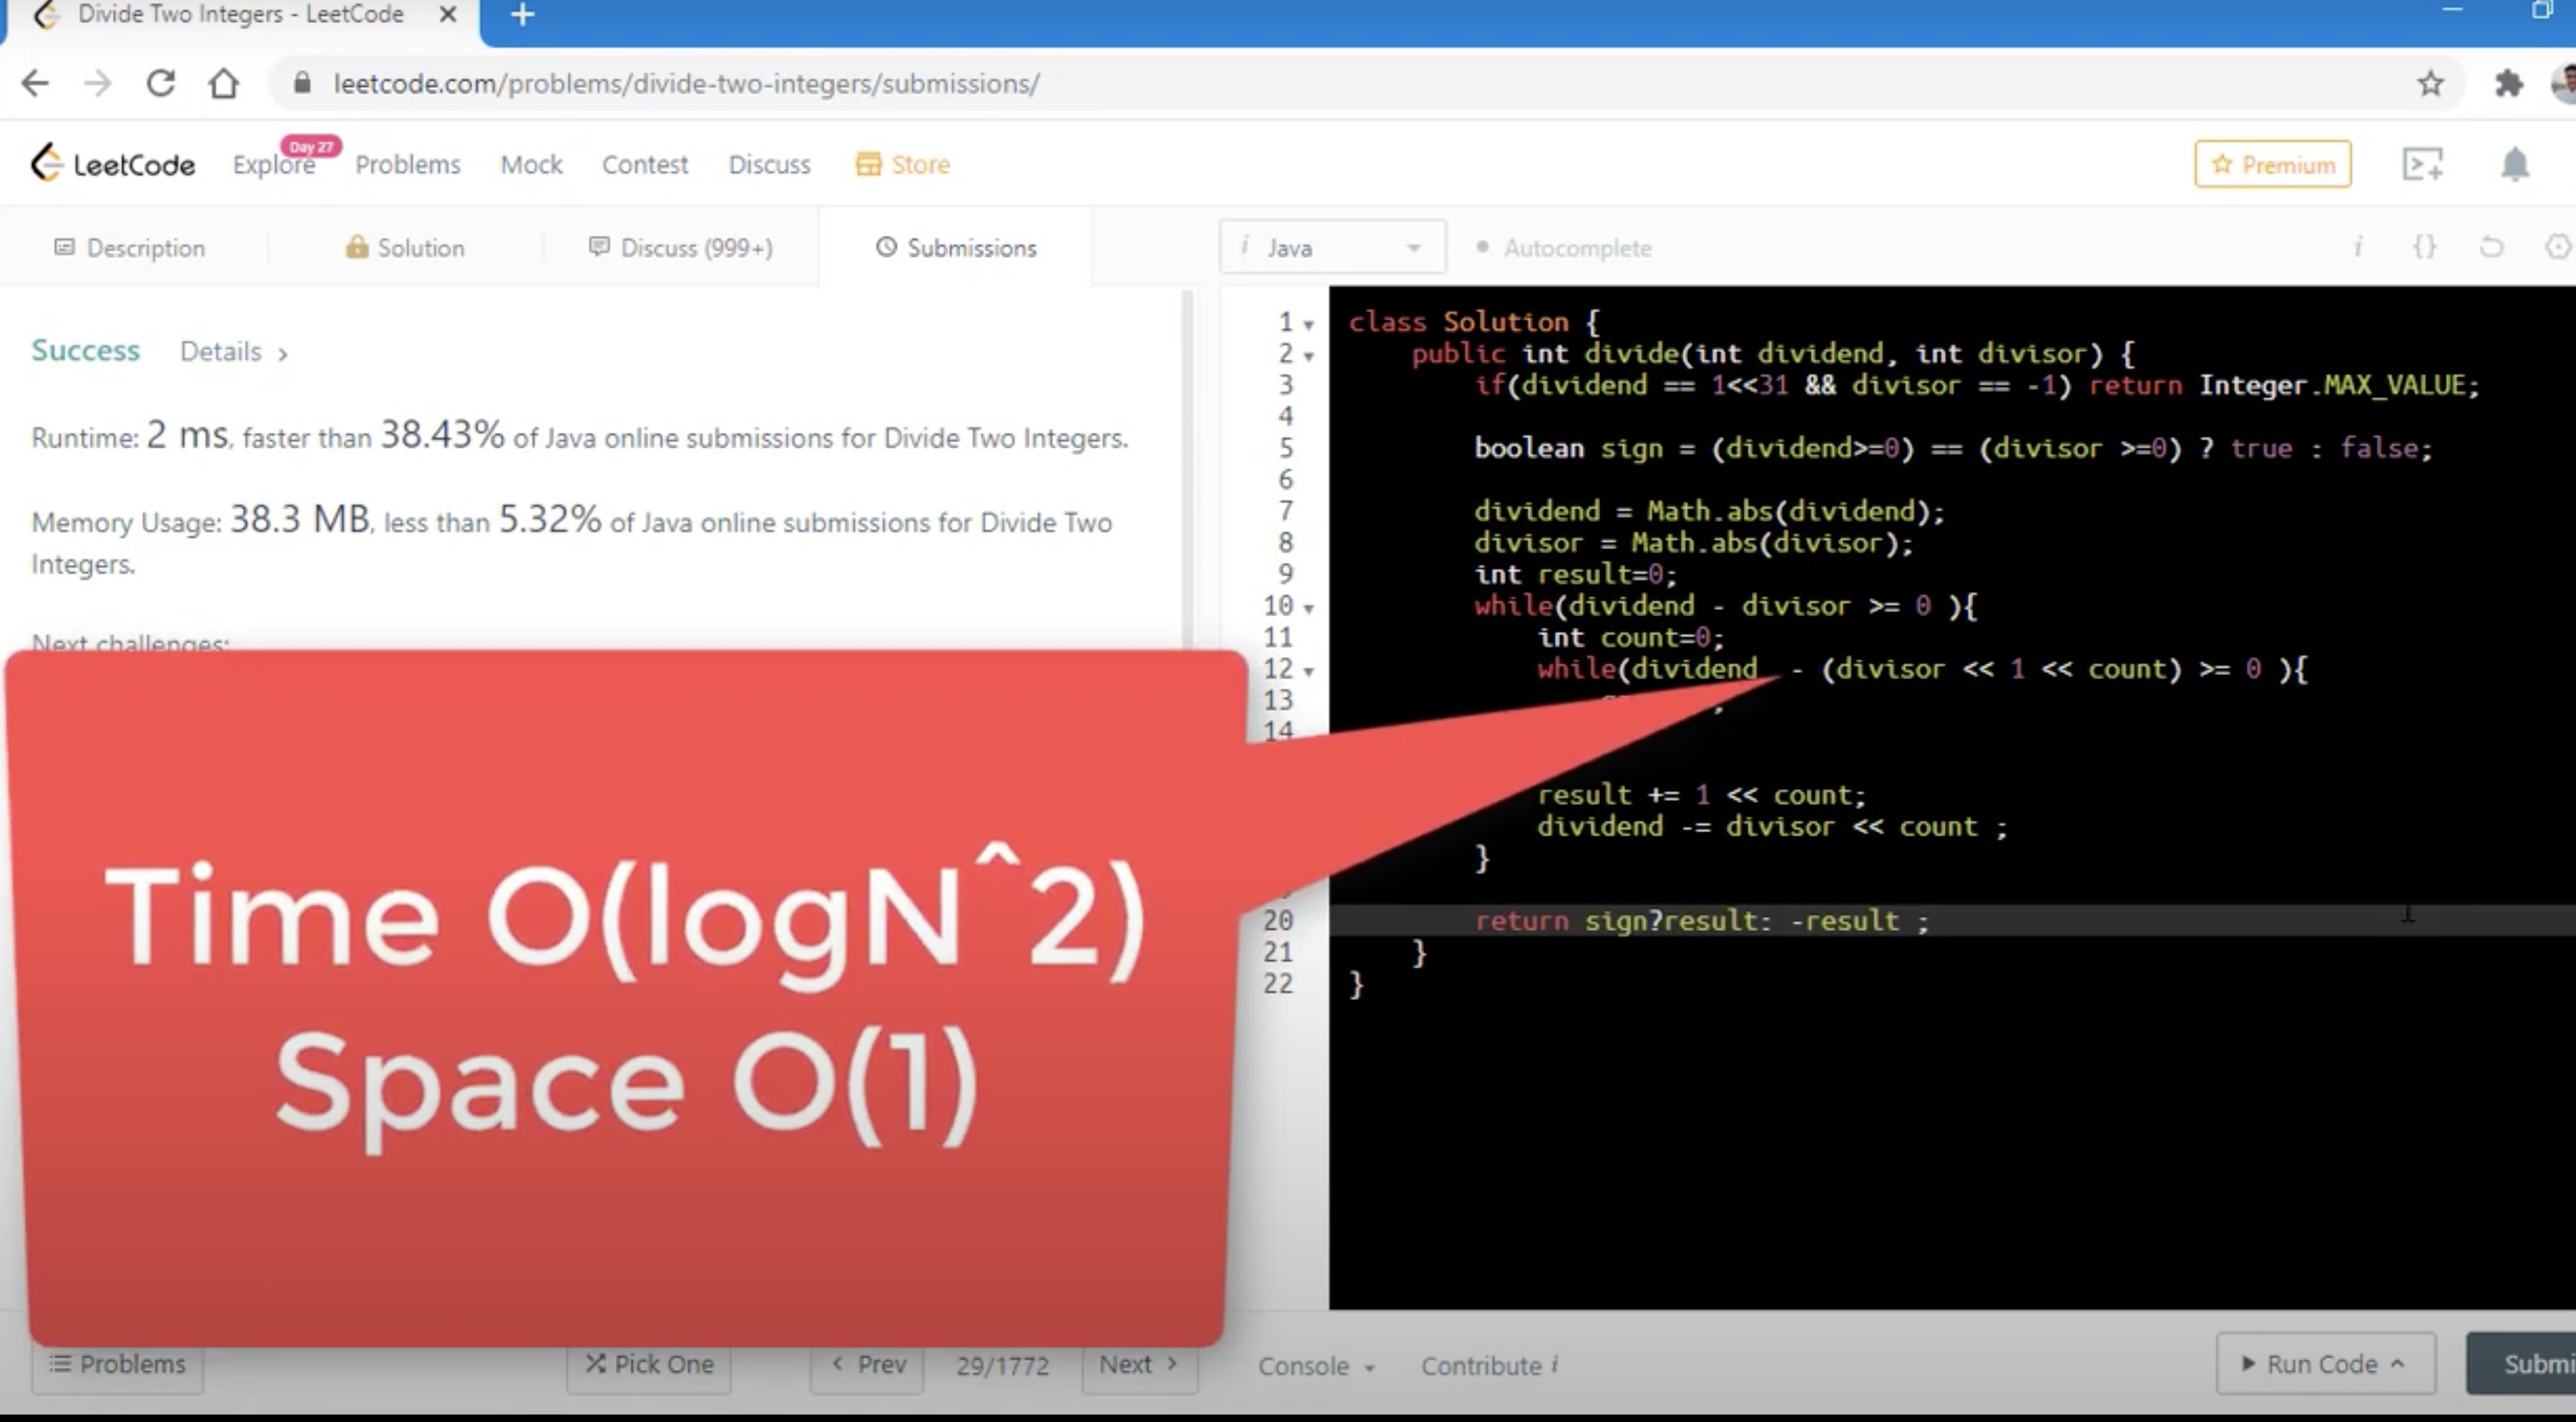 Divide Two Integers - LeetCode
leetcode.com/problems/divide-two-integers/submissions/
LeetCode Explore Day 27 Problems Mock Contest Discuss Store Premium
Description Solution Discuss (999+) Submissions i Java Autocomplete i {}
Success Details >
Runtime: 2 ms, faster than 38.43% of Java online submissions for Divide Two Integers.
Memory Usage: 38.3 MB, less than 5.32% of Java online submissions for Divide Two
Integers.
Next challenges:
Time O(logN^2)
Space O(1)
1 class Solution {
2 public int divide(int dividend, int divisor) {
3 if(dividend == 1<<31 && divisor == -1) return Integer.MAX_VALUE;
4
5 boolean sign = (dividend>=0) == (divisor >=0) ? true : false;
6
7 dividend = Math.abs(dividend);
8 divisor = Math.abs(divisor);
9 int result=0;
10 while(dividend - divisor >= 0 ){
11 int count=0;
12 while(dividend - (divisor << 1 << count) >= 0 ){
13 ;
14
result += 1 << count;
dividend -= divisor << count ;
}
20 return sign?result: -result ;
21 }
22 }
Problems Pick One < Prev 29/1772 Next > Console Contribute i Run Code